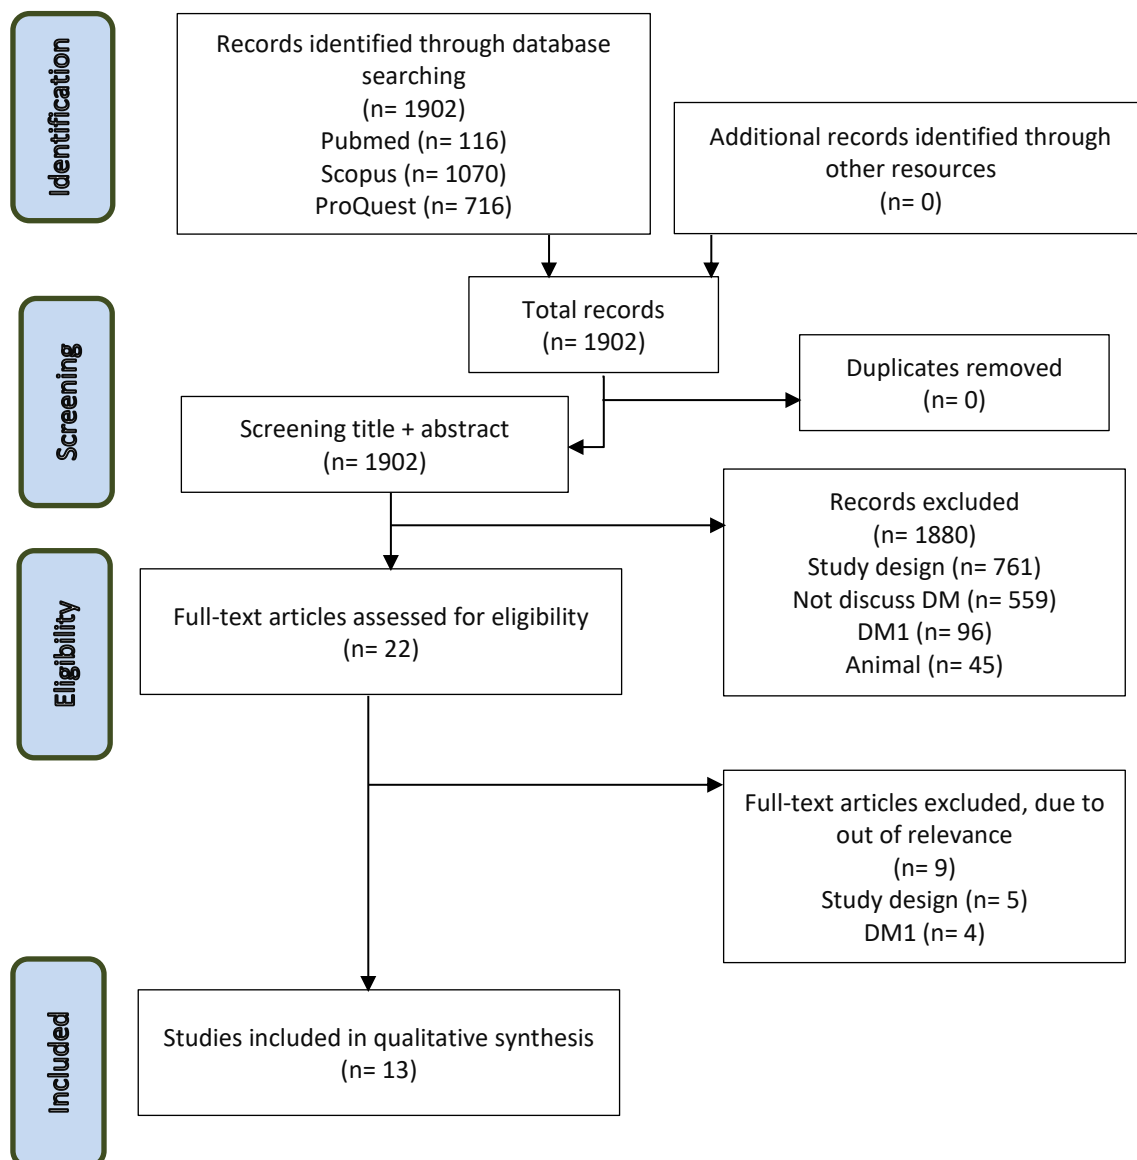 Identification
Records identified through database
searching
(n= 1902)
Pubmed (n= 116)
Scopus (n= 1070)
ProQuest (n= 716)
Additional records identified through
other resources
(n= 0)
Screening
Total records
(n= 1902)
Duplicates removed
(n= 0)
Screening title + abstract
(n= 1902)
Records excluded
(n= 1880)
Study design (n= 761)
Not discuss DM (n= 559)
DM1 (n= 96)
Animal (n= 45)
Eligibility
Full-text articles assessed for eligibility
(n= 22)
Full-text articles excluded, due to
out of relevance
(n= 9)
Study design (n= 5)
DM1 (n= 4)
Included
Studies included in qualitative synthesis
(n= 13)